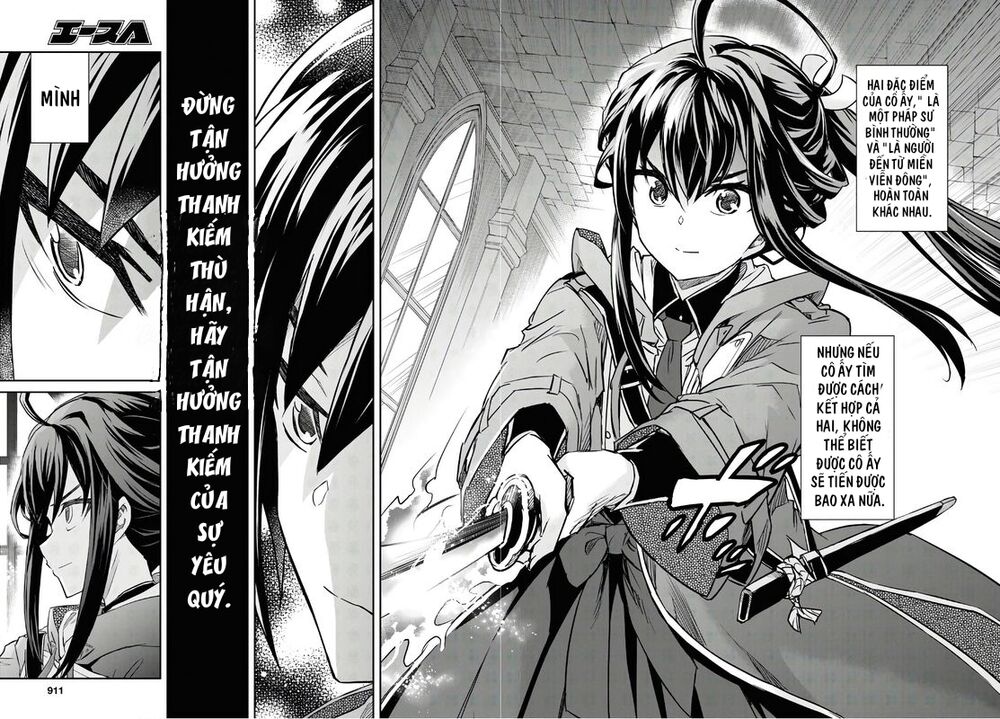 HAI ĐẶC ĐIỂM
CỦA CÔ ẤY," LÀ
MỘT PHÁP SƯ
BÌNH THƯỜNG"
VÀ "LÀ NGƯỜI
ĐẾN TỪ MIỀN
VIỄN ĐÔNG",
HOÀN TOÀN
KHÁC NHAU.
NHƯNG NẾU
CÔ ẤY TÌM
ĐƯỢC CÁCH'
KẾT HỢP CẢ
HAI, KHÔNG
THỂ BIẾT
ĐƯỢC CÔ ẤY
SẼ TIẾN ĐƯỢC
BAO XA NỮA.
ĐỪNG
TẬN
HƯỞNG
THANH
KIẾM
THÙ
HẬN,
HÃY
TẬN
HƯỞNG
THANH
KIẾM
CỦA
SỰ
YÊU
QUÝ.
エースA
MÌNH
911